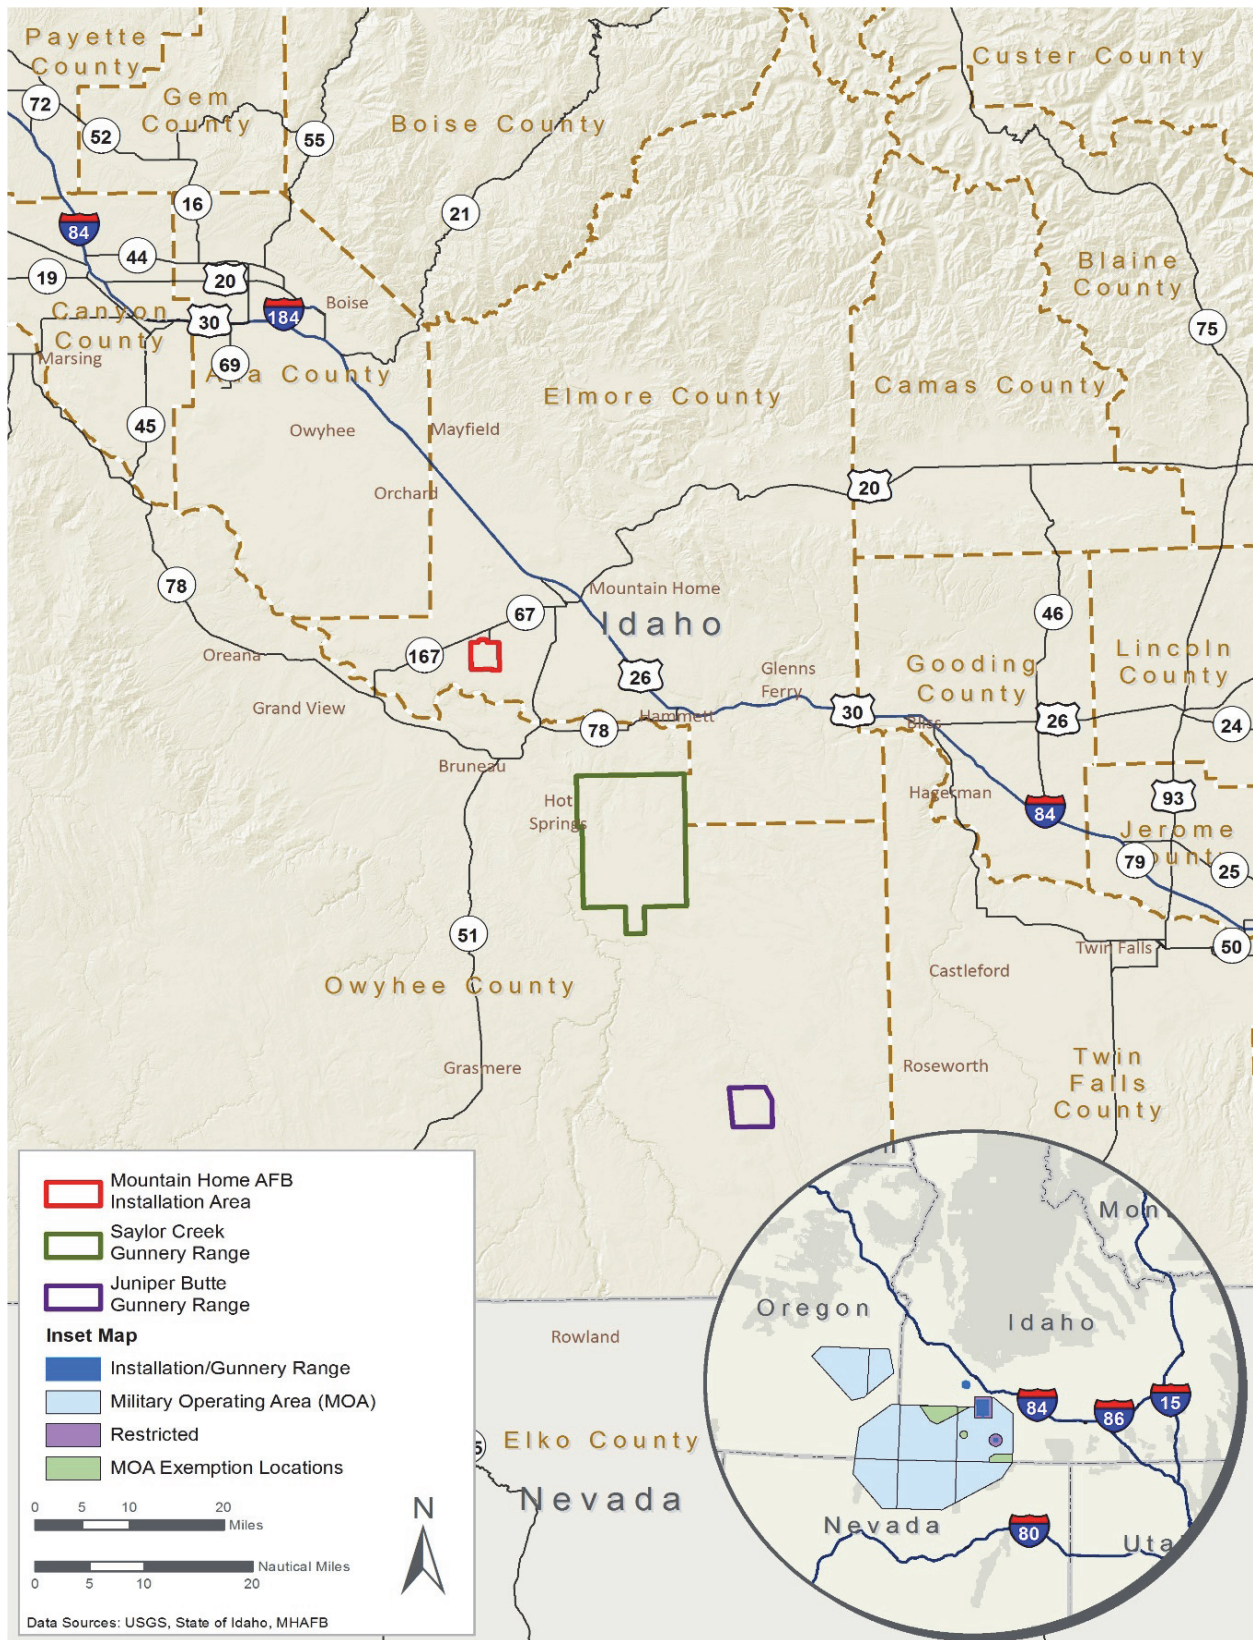 Payette
County
Custer County
72
Gem
County
52
55
Boise County
16
21
84
44
19
20
Blaine
County
Canyon
County
30
184
Boise
75
Marsing
69
County
Elmore County
Camas County
45
Owyhee
Mayfield
Orchard
20
78
Mountain Home
67
Idaho
46
167
Oreana
26
Glenns
Ferry
Gooding
County
Lincoln
County
Grand View
Hammett
30
Bliss
26
24
78
Bruneau
Hot
Springs
Hagerman
84
93
Jerome
79
25
51
Twin Falls
50
Castleford
Owyhee County
Grasmere
Roseworth
Twin
Falls
County
Mountain Home AFB
Installation Area
Saylor Creek
Gunnery Range
Juniper Butte
Gunnery Range
Inset Map
Installation/Gunnery Range
Military Operating Area (MOA)
Restricted
MOA Exemption Locations
0 5 10 20
Miles
Nautical Miles
0 5 10 20
N
Data Sources: USGS, State of Idaho, MHAFB
Rowland
Elko County
Nevada
Oregon
Idaho
84
86
15
Nevada
80